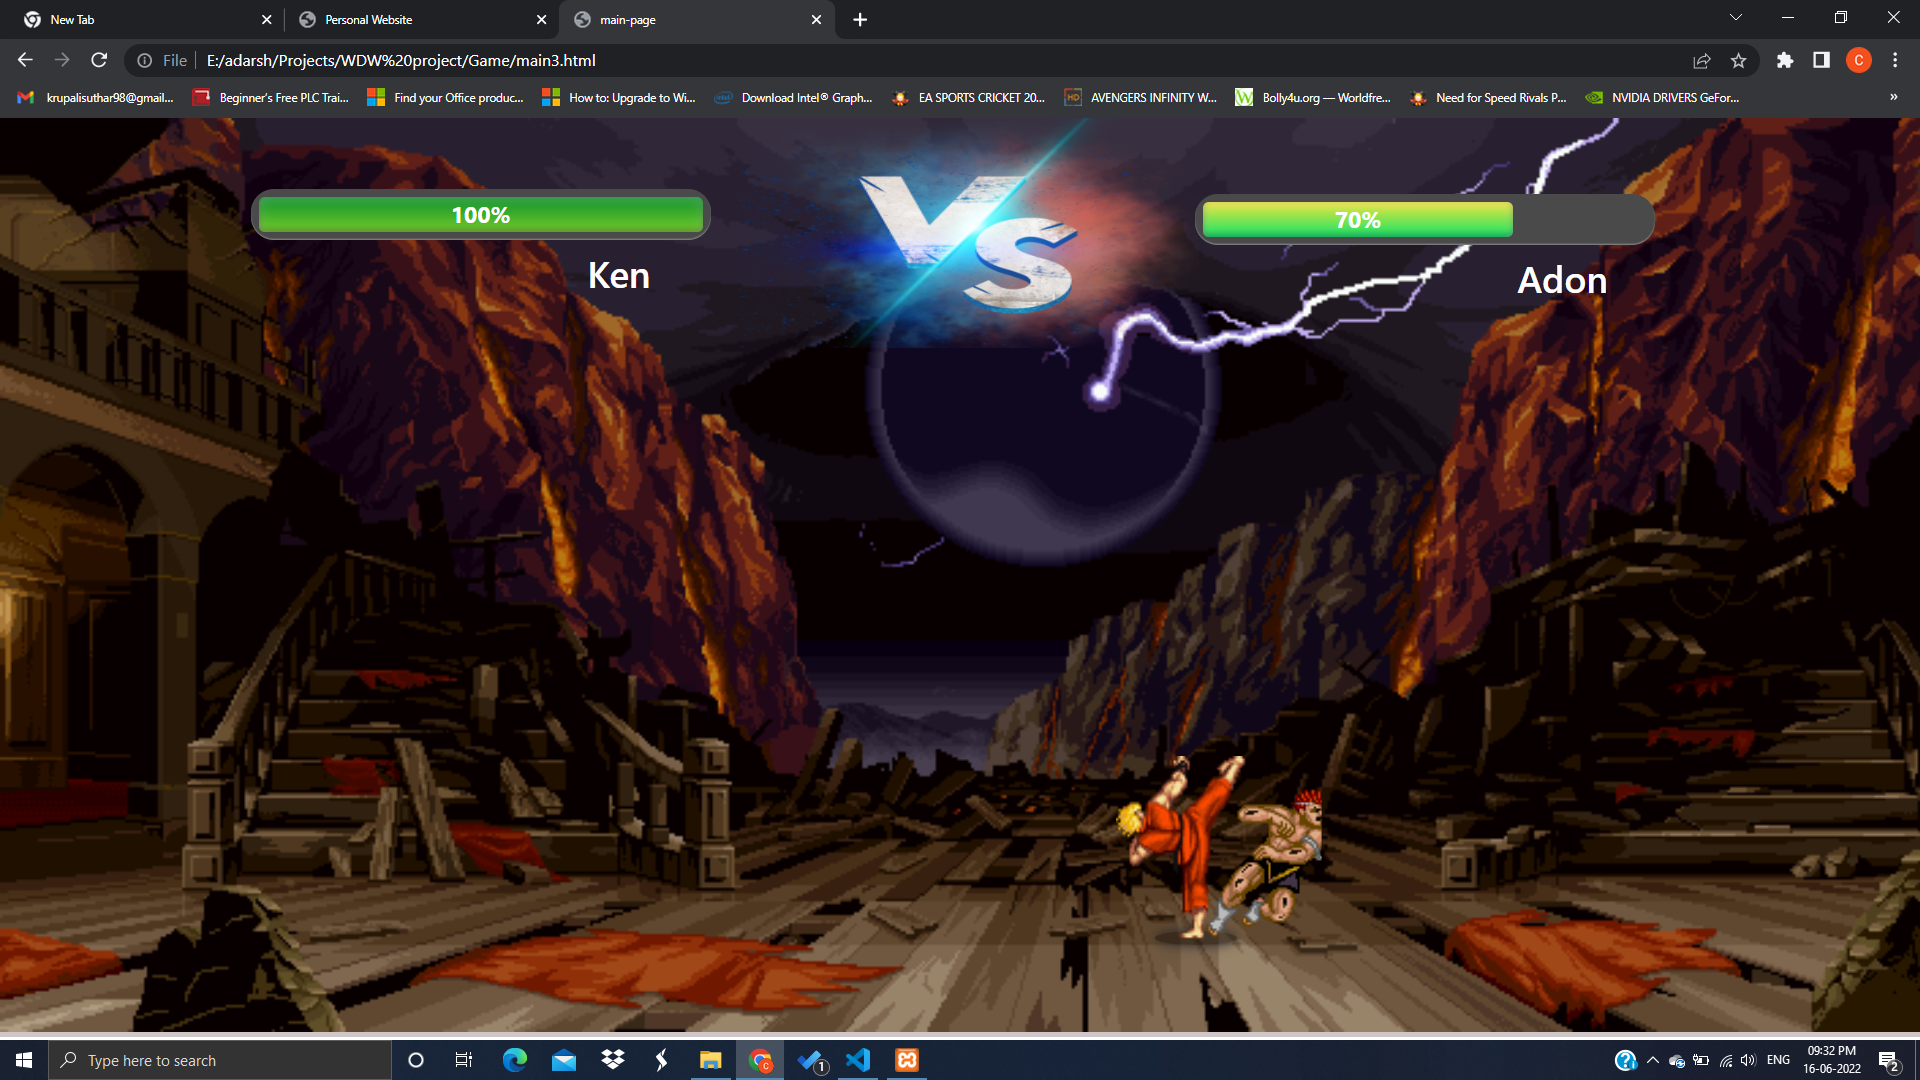 New Tab
Personal Website
main-page
File
E:/adarsh/Projects/WDW%20project/Game/main3.html
C
krupalisuthar98@gmail...
Beginner's Free PLC Trai...
Find your Office produc...
How to: Upgrade to Wi...
Download Intel® Graph...
EA SPORTS CRICKET 20...
AVENGERS INFINITY W...
Bolly4u.org — Worldfre...
Need for Speed Rivals P...
NVIDIA DRIVERS GeFor...
»
VS
100%
70%
Ken
Adon
Type here to search
1
ENG
09:32 PM
16-06-2022
2